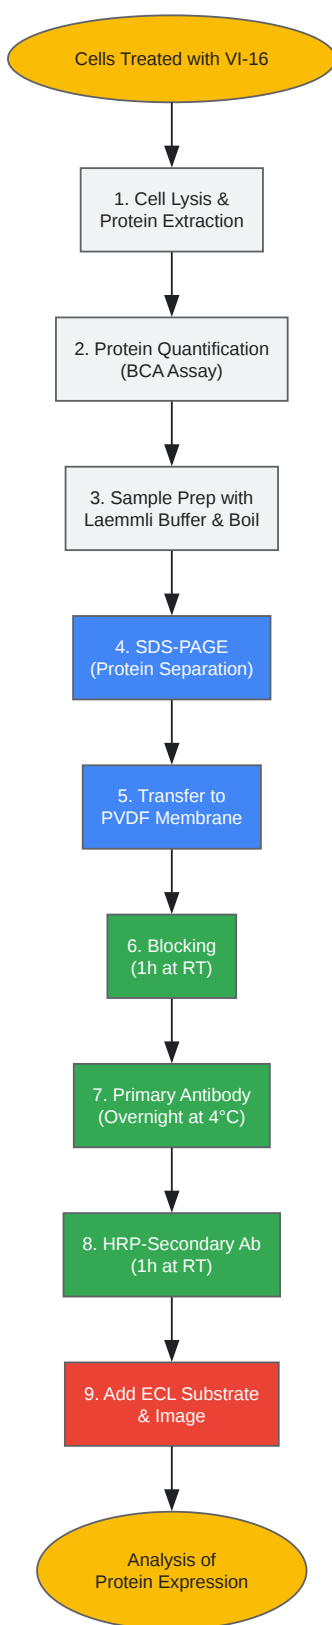 Cells Treated with VI-16
1. Cell Lysis &
Protein Extraction
2. Protein Quantification
(BCA Assay)
3. Sample Prep with
Laemmli Buffer & Boil
4. SDS-PAGE
(Protein Separation)
5. Transfer to
PVDF Membrane
6. Blocking
(1h at RT)
7. Primary Antibody
(Overnight at 4°C)
8. HRP-Secondary Ab
(1h at RT)
9. Add ECL Substrate
& Image
Analysis of
Protein Expression